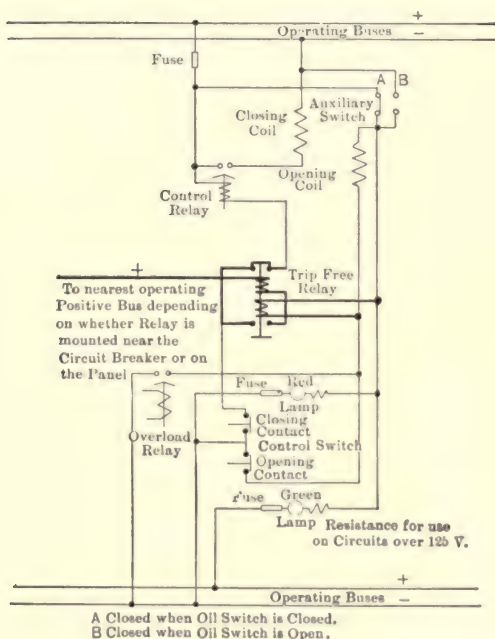 +
Operating Buses –
Fuse
A B
Auxiliary
Switch
Closing
Coil
Opening
Coil
Control
Relay
+
Trip Free
Relay
To nearest operating
Positive Bus depending
on whether Relay is
mounted near the
Circuit Breaker or on
the Panel
Fuse Red
Lamp
Overload
Relay
Closing
Contact
Control Switch
Opening
Contact
Fuse Green
Lamp Resistance for use
on Circuits over 125 V.
+
Operating Buses –
A Closed when Oil Switch is Closed.
B Closed when Oil Switch is Open.